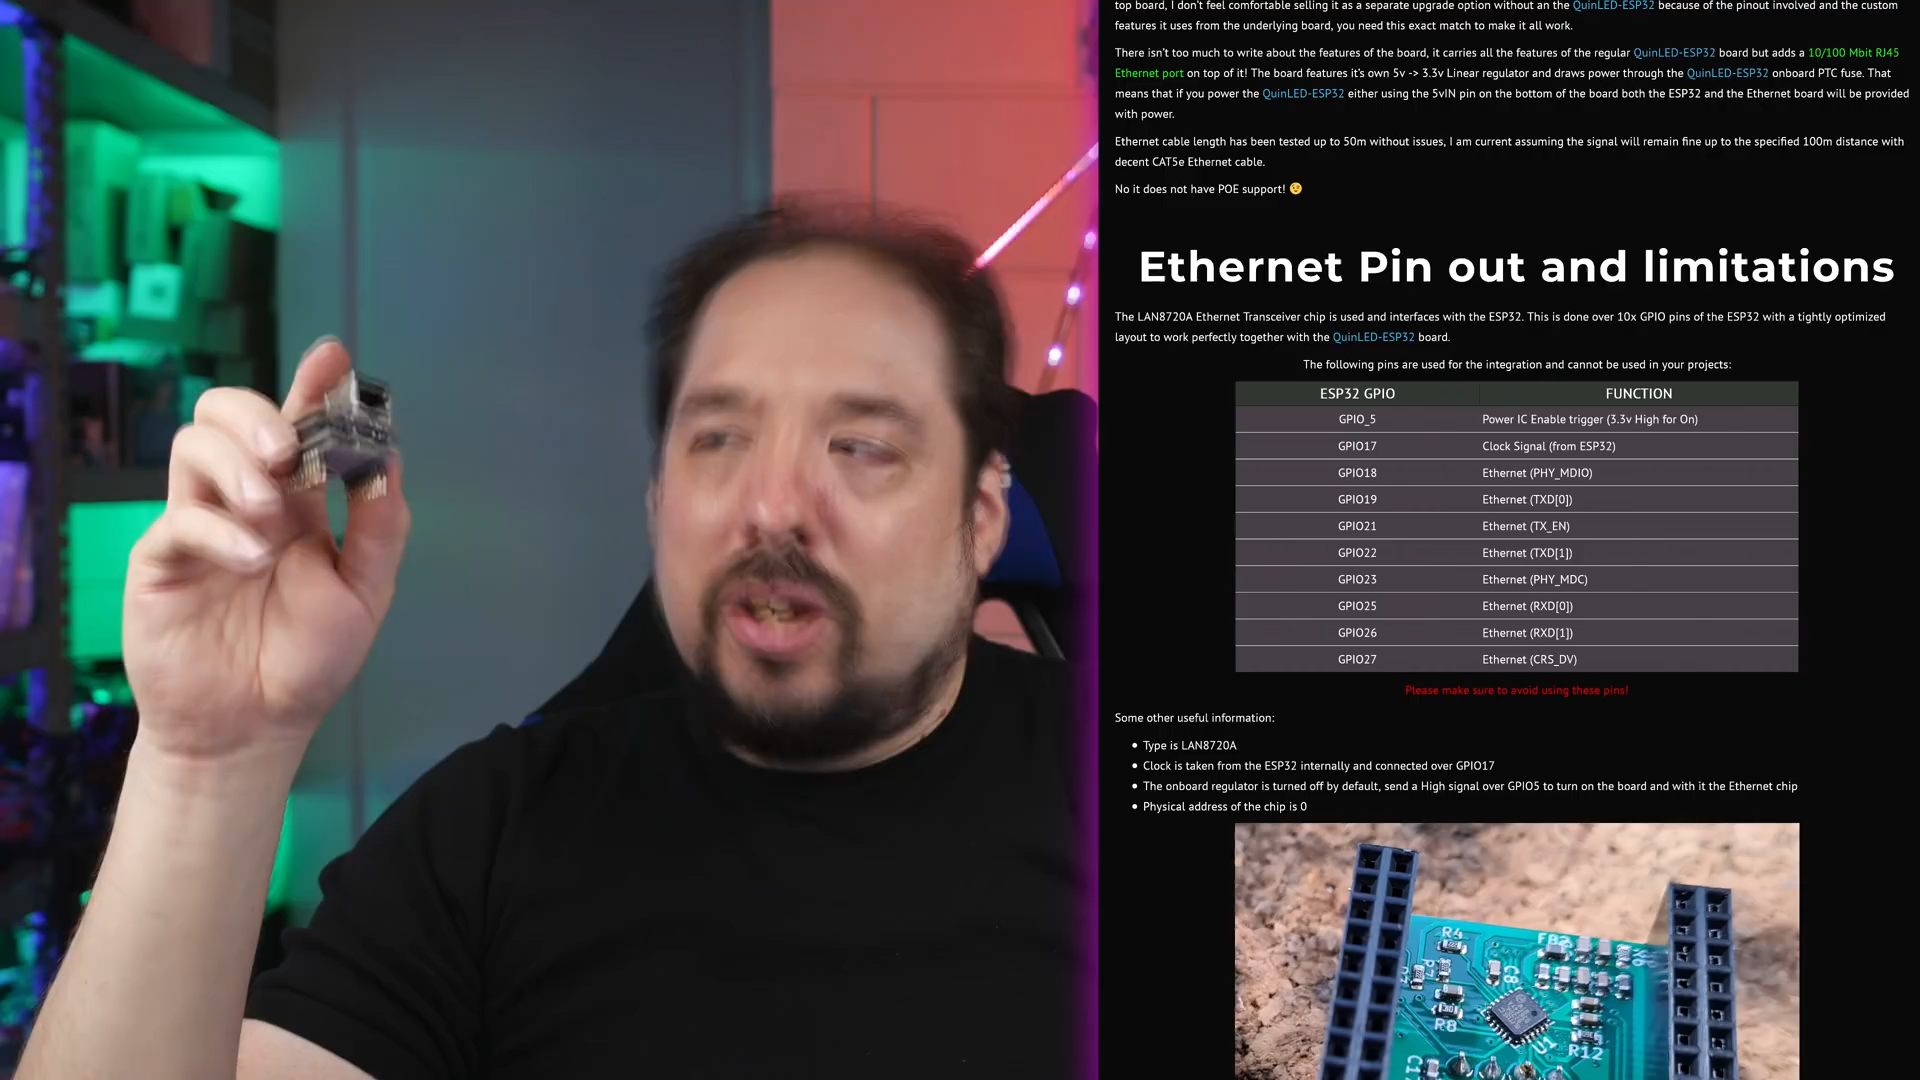 top board, I don't feel comfortable selling it as a separate upgrade option without an the QuinLED-ESP32 because of the pinout involved and the custom
features it uses from the underlying board, you need this exact match to make it all work.
There isn't too much to write about the features of the board, it carries all the features of the regular QuinLED-ESP32 board but adds a 10/100 Mbit RJ45
Ethernet port on top of it! The board features it's own 5v -> 3.3v Linear regulator and draws power through the QuinLED-ESP32 onboard PTC fuse. That
means that if you power the QuinLED-ESP32 either using the 5vIN pin on the bottom of the board both the ESP32 and the Ethernet board will be provided
with power.
Ethernet cable length has been tested up to 50m without issues, I am current assuming the signal will remain fine up to the specified 100m distance with
decent CAT5e Ethernet cable.
No it does not have POE support! 😉
Ethernet Pin out and limitations
The LAN8720A Ethernet Transceiver chip is used and interfaces with the ESP32. This is done over 10x GPIO pins of the ESP32 with a tightly optimized
layout to work perfectly together with the QuinLED-ESP32 board.
The following pins are used for the integration and cannot be used in your projects:
ESP32 GPIO FUNCTION
GPIO_5 Power IC Enable trigger (3.3v High for On)
GPIO17 Clock Signal (from ESP32)
GPIO18 Ethernet (PHY_MDIO)
GPIO19 Ethernet (TXD[0])
GPIO21 Ethernet (TX_EN)
GPIO22 Ethernet (TXD[1])
GPIO23 Ethernet (PHY_MDC)
GPIO25 Ethernet (RXD[0])
GPIO26 Ethernet (RXD[1])
GPIO27 Ethernet (CRS_DV)
Please make sure to avoid using these pins!
Some other useful information:
• Type is LAN8720A
• Clock is taken from the ESP32 internally and connected over GPIO17
• The onboard regulator is turned off by default, send a High signal over GPIO5 to turn on the board and with it the Ethernet chip
• Physical address of the chip is 0
R4
FB2
R7
C8
R8
U1
R12